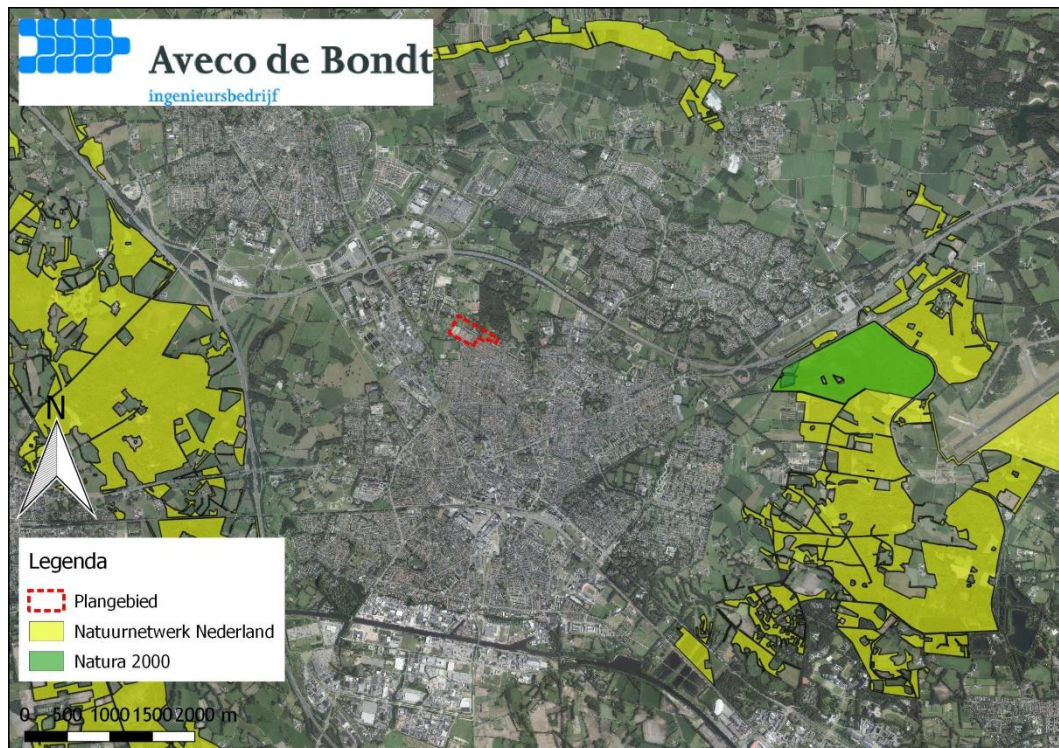 Aveco de Bondt
ingenieursbedrijf
N
Legenda
Plangebied
Natuurnetwerk Nederland
Natura 2000
0 500 1000 1500 2000 m